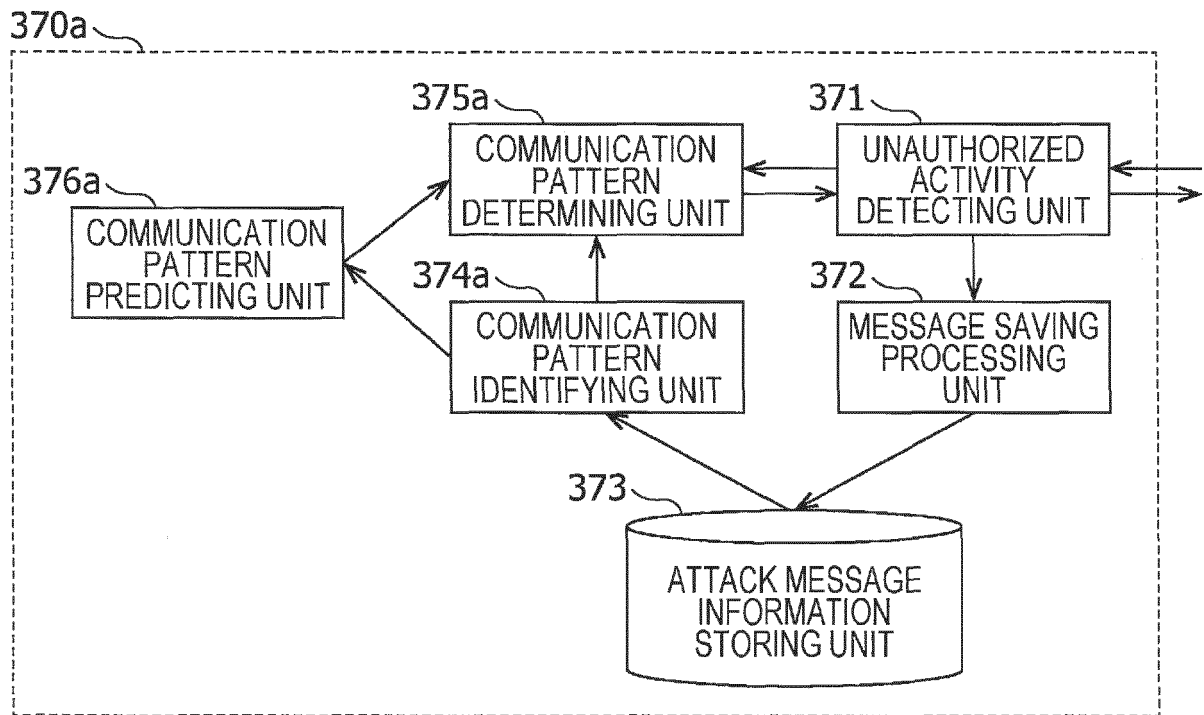 370a
375a
COMMUNICATION
PATTERN
DETERMINING UNIT
371
UNAUTHORIZED
ACTIVITY
DETECTING UNIT
376a
COMMUNICATION
PATTERN
PREDICTING UNIT
374a
COMMUNICATION
PATTERN
IDENTIFYING UNIT
372
MESSAGE SAVING
PROCESSING
UNIT
373
ATTACK MESSAGE
INFORMATION
STORING UNIT